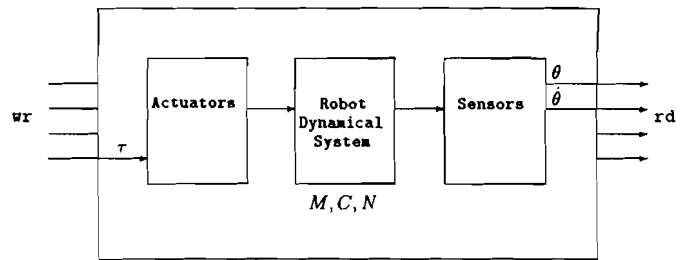 wr
τ
Actuators
Robot
Dynamical
System
M, C, N
Sensors
θ
θ̇
rd